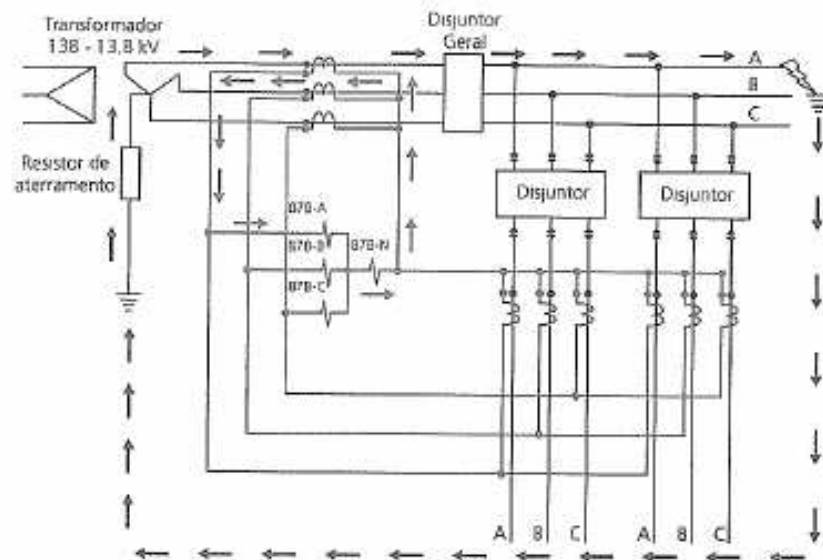 Transformador
138 - 13,8 kV
Disjuntor
Geral
A
B
C
Resistor de
aterramento
Disjuntor
Disjuntor
87B-A
87B-B
87B-N
87B-C
A
B
C
A
B
C